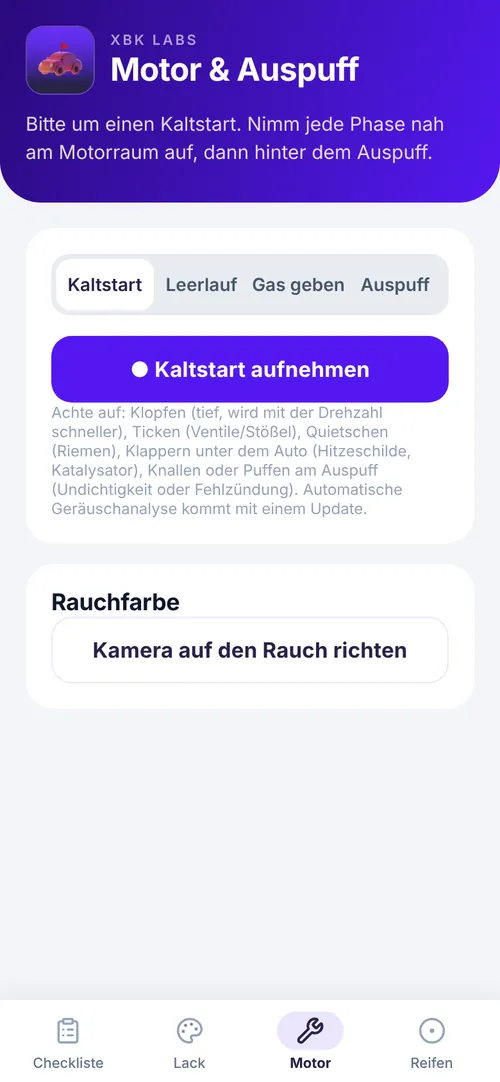 XBK LABS
Motor & Auspuff
Bitte um einen Kaltstart. Nimm jede Phase nah
am Motorraum auf, dann hinter dem Auspuff.
Kaltstart Leerlauf Gas geben Auspuff
Kaltstart aufnehmen
Achte auf: Klopfen (tief, wird mit der Drehzahl
schneller), Ticken (Ventile/Stößel), Quietschen
(Riemen), Klappern unter dem Auto (Hitzeschilde,
Katalysator), Knallen oder Puffen am Auspuff
(Undichtigkeit oder Fehlzündung). Automatische
Geräuschanalyse kommt mit einem Update.
Rauchfarbe
Kamera auf den Rauch richten
Checkliste Lack Motor Reifen